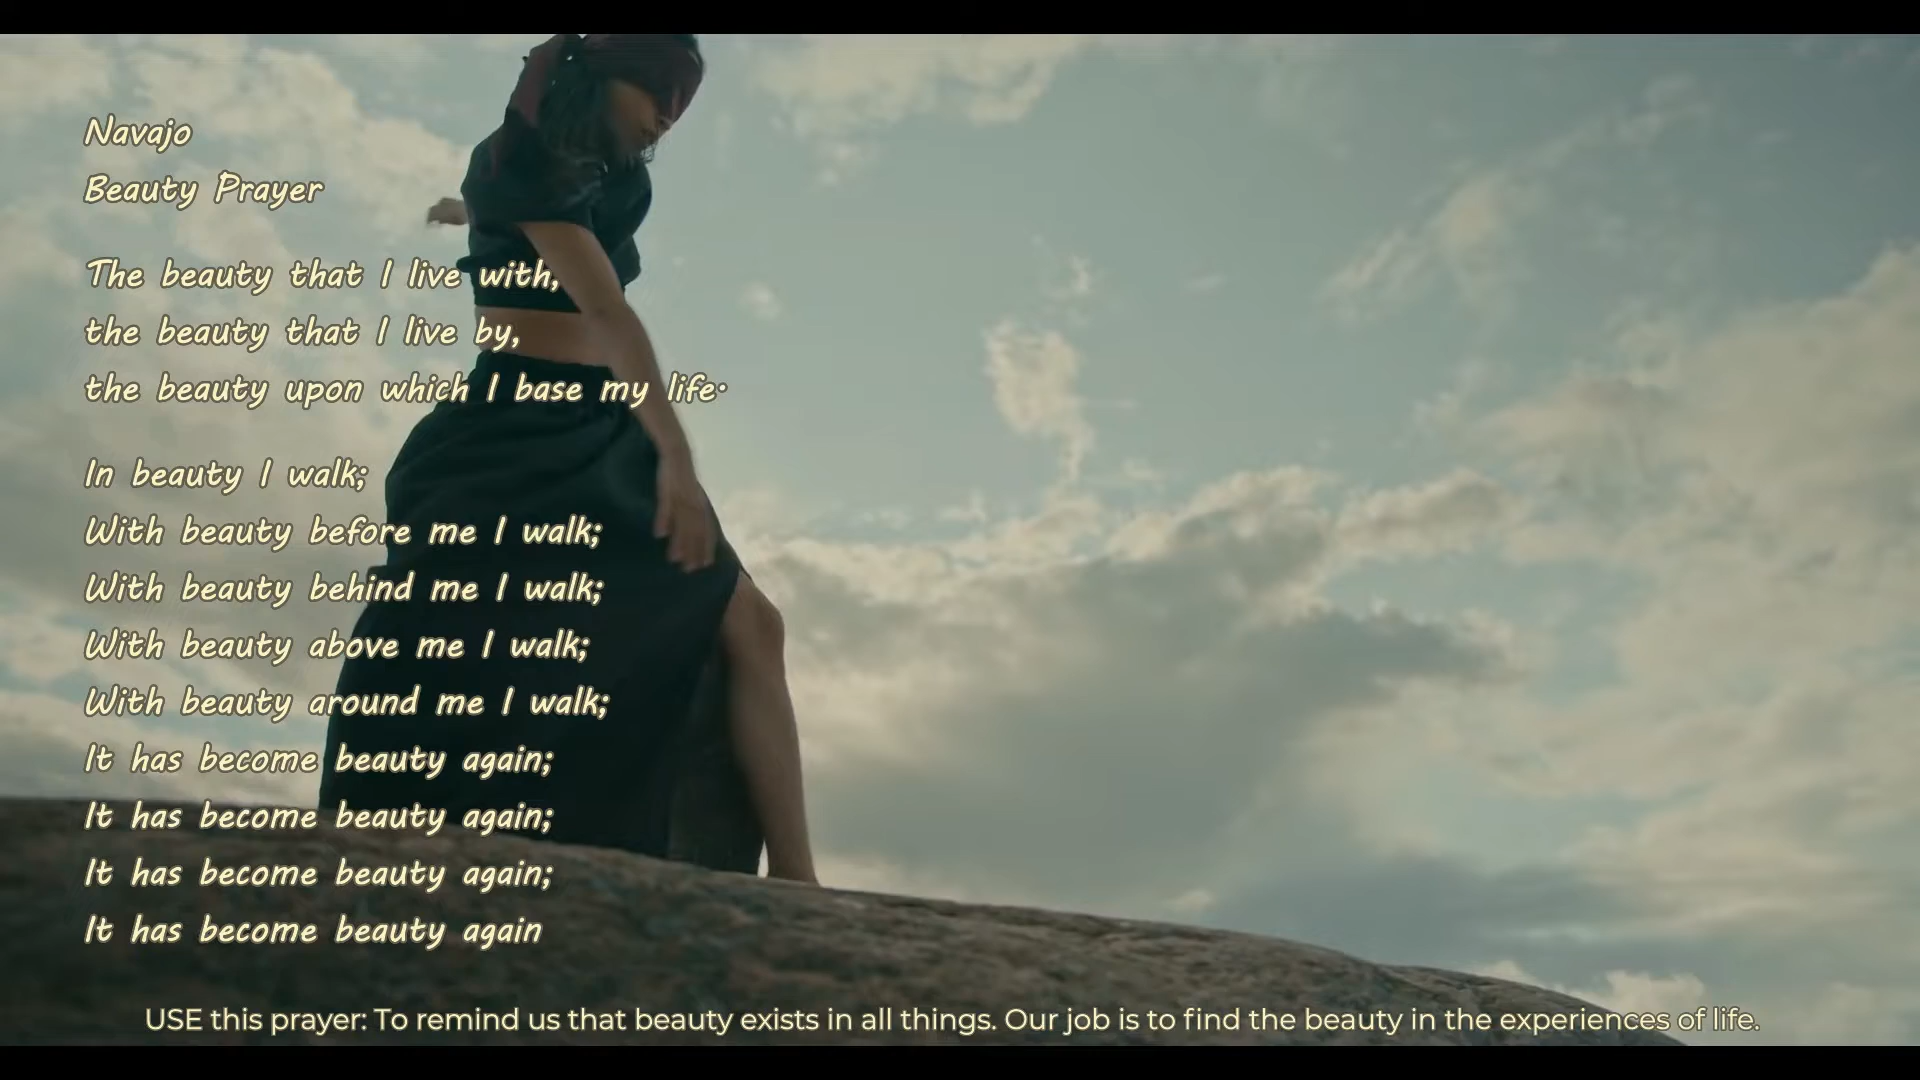 Navajo
Beauty Prayer
The beauty that I live with,
the beauty that I live by,
the beauty upon which I base my life.
In beauty I walk;
With beauty before me I walk;
With beauty behind me I walk;
With beauty above me I walk;
With beauty around me I walk;
It has become beauty again;
It has become beauty again;
It has become beauty again;
It has become beauty again
USE this prayer: To remind us that beauty exists in all things. Our job is to find the beauty in the experiences of life.